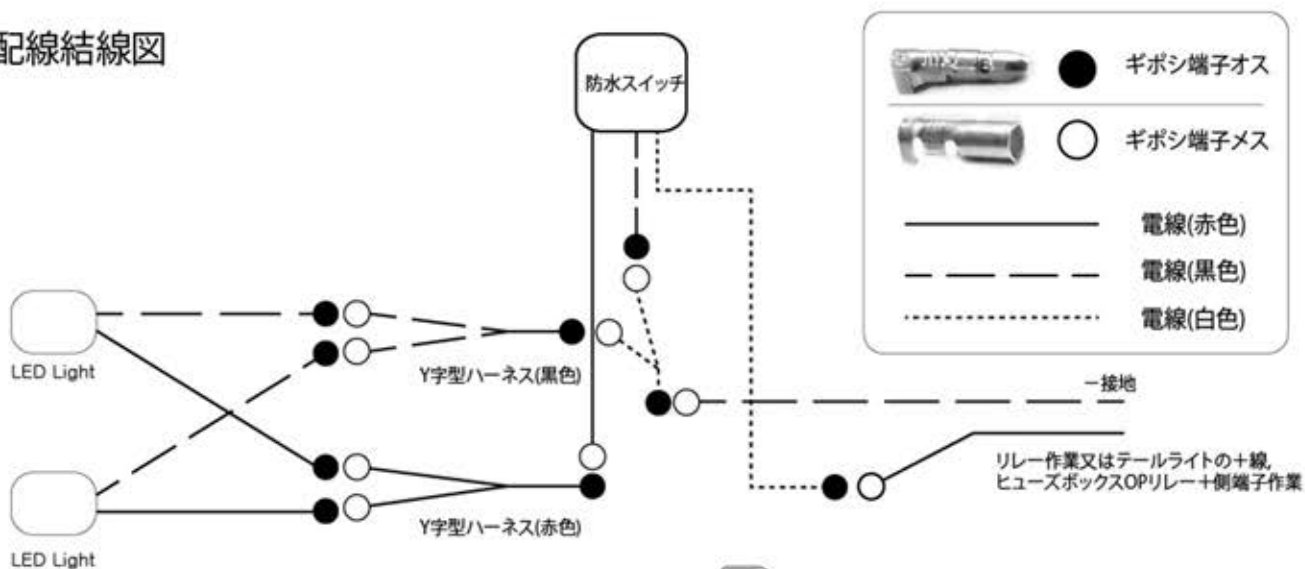 配線結線図
防水スイッチ
ギボシ端子オス
ギボシ端子メス
電線(赤色)
電線(黒色)
電線(白色)
LED Light
Y字型ハーネス(黒色)
ー接地
リレー作業又はテールライトの＋線,
ヒューズボックスOPリレー＋側端子作業
Y字型ハーネス(赤色)
LED Light